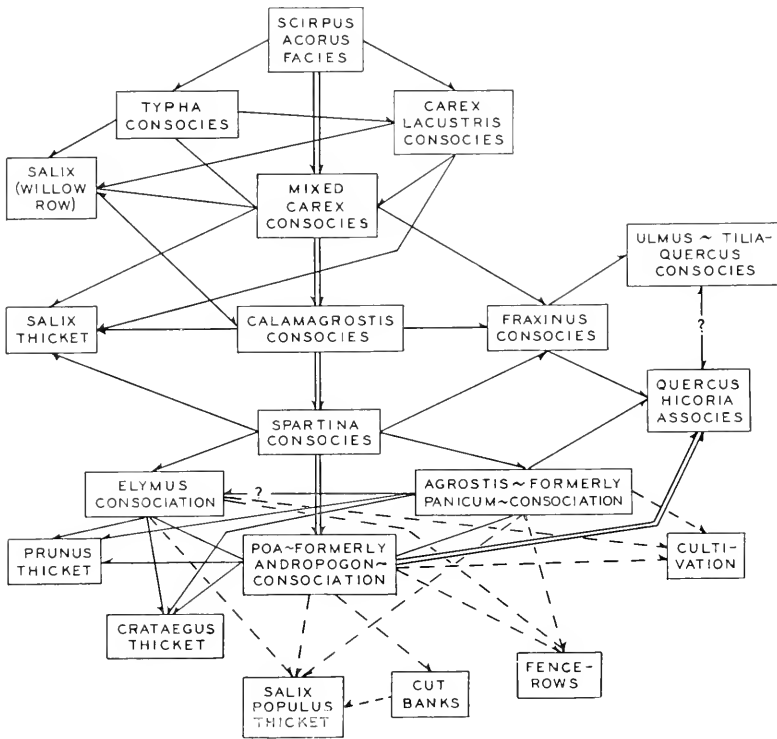 SCIRPUS
ACORUS
FACIES
TYPHA
CONSOCIES
CAREX
LACUSTRIS
CONSOCIES
SALIX
(WILLOW
ROW)
MIXED
CAREX
CONSOCIES
ULMUS ~ TILIA-
QUERCUS
CONSOCIES
SALIX
THICKET
CALAMAGROSTIS
CONSOCIES
FRAXINUS
CONSOCIES
?
QUERCUS
HICORIA
ASSOCIES
SPARTINA
CONSOCIES
ELYMUS
CONSOCIATION
?
AGROSTIS~FORMERLY
PANICUM~CONSOCIATION
PRUNUS
THICKET
POA~FORMERLY
ANDROPOGON~
CONSOCIATION
CULTI-
VATION
CRATAEGUS
THICKET
SALIX
POPULUS
THICKET
CUT
BANKS
FENCE-
ROWS